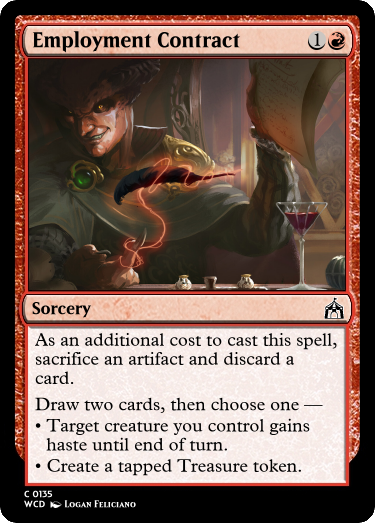 Employment Contract 1
Sorcery
As an additional cost to cast this spell,
sacrifice an artifact and discard a
card.
Draw two cards, then choose one —
• Target creature you control gains
haste until end of turn.
• Create a tapped Treasure token.
C 0135
WCD Logan Feliciano